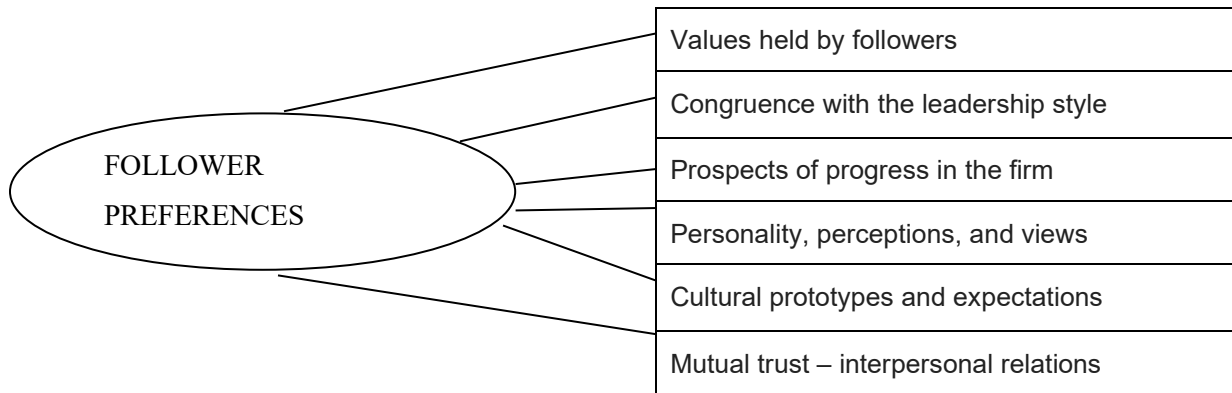 FOLLOWER
PREFERENCES
Values held by followers
Congruence with the leadership style
Prospects of progress in the firm
Personality, perceptions, and views
Cultural prototypes and expectations
Mutual trust – interpersonal relations